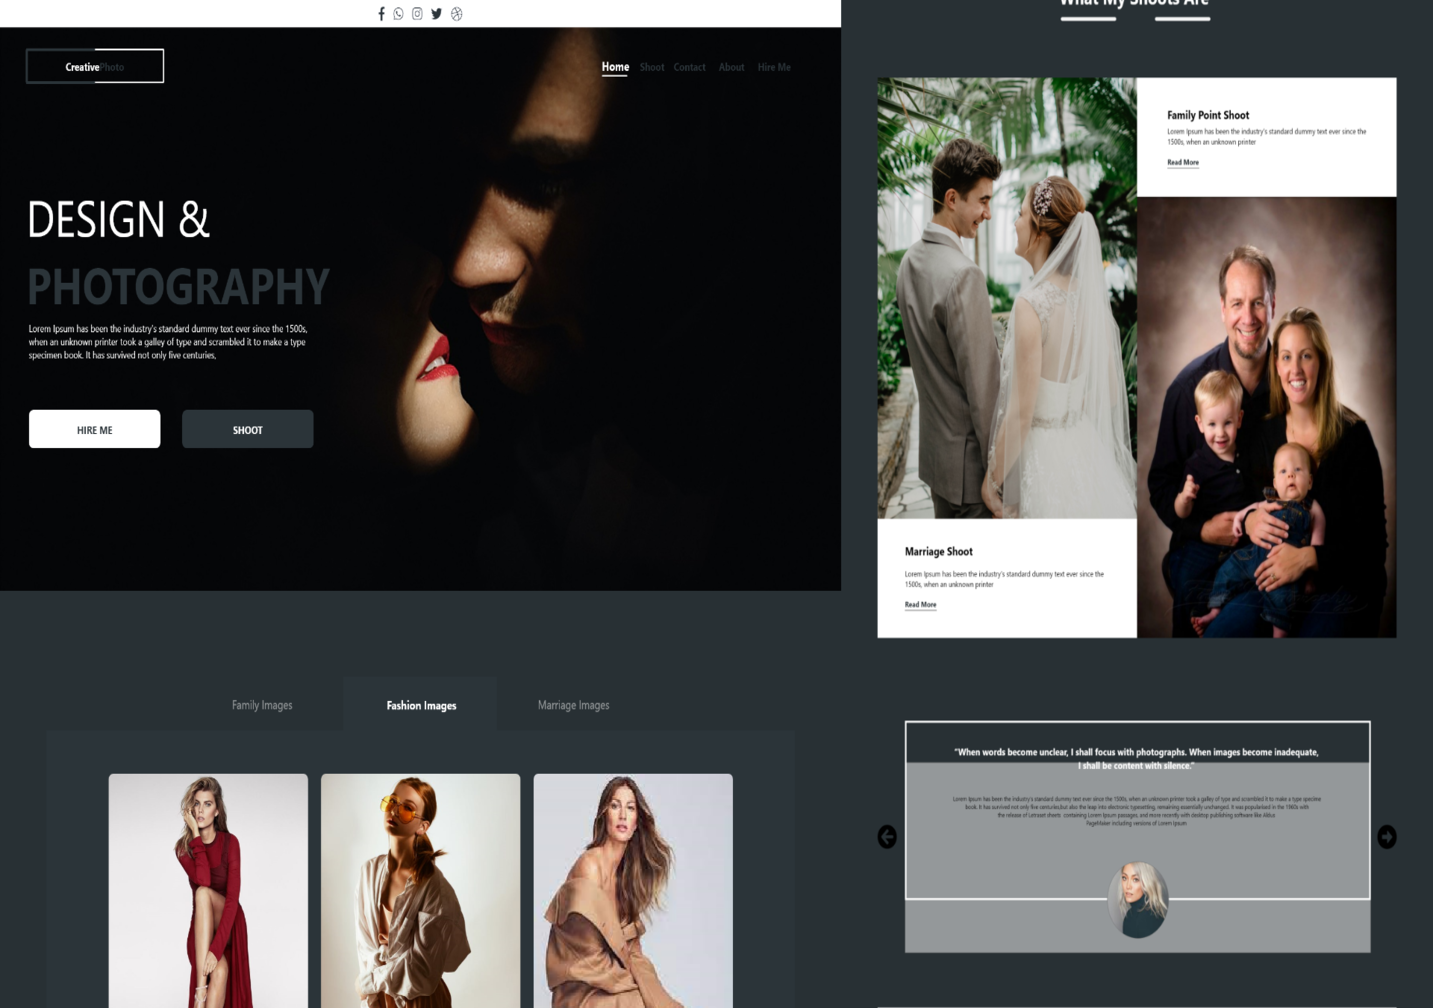 CreativePhoto
Home Shoot Contact About Hire Me
DESIGN &
PHOTOGRAPHY
Lorem Ipsum has been the industry's standard dummy text ever since the 1500s,
when an unknown printer took a galley of type and scrambled it to make a type
specimen book. It has survived not only five centuries,
HIRE ME
SHOOT
Family Images
Fashion Images
Marriage Images
What My Shoots Are
Family Point Shoot
Lorem Ipsum has been the industry's standard dummy text ever since the
1500s, when an unknown printer
Read More
Marriage Shoot
Lorem Ipsum has been the industry's standard dummy text ever since the
1500s, when an unknown printer
Read More
"When words become unclear, I shall focus with photographs. When images become inadequate,
I shall be content with silence."
Lorem Ipsum has been the industry's standard dummy text ever since the 1500s, when an unknown printer took a galley of type and scrambled it to make a type specime
book. It has survived not only five centuries but also the leap into electronic typesetting, remaining essentially unchanged. It was popularised in the 1960s with
the release of Letraset sheets containing Lorem Ipsum passages, and more recently with desktop publishing software like Aldus
PageMaker including versions of Lorem Ipsum